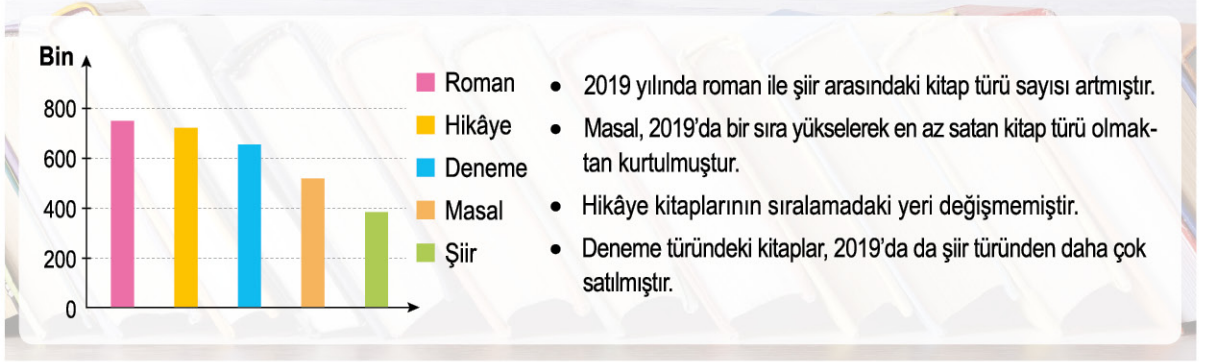 Bin
800
600
400
200
0
Roman
Hikâye
Deneme
Masal
Şiir
● 2019 yılında roman ile şiir arasındaki kitap türü sayısı artmıştır.
● Masal, 2019’da bir sıra yükselerek en az satan kitap türü olmak-
tan kurtulmuştur.
● Hikâye kitaplarının sıralamadaki yeri değişmemiştir.
● Deneme türündeki kitaplar, 2019’da da şiir türünden daha çok
satılmıştır.